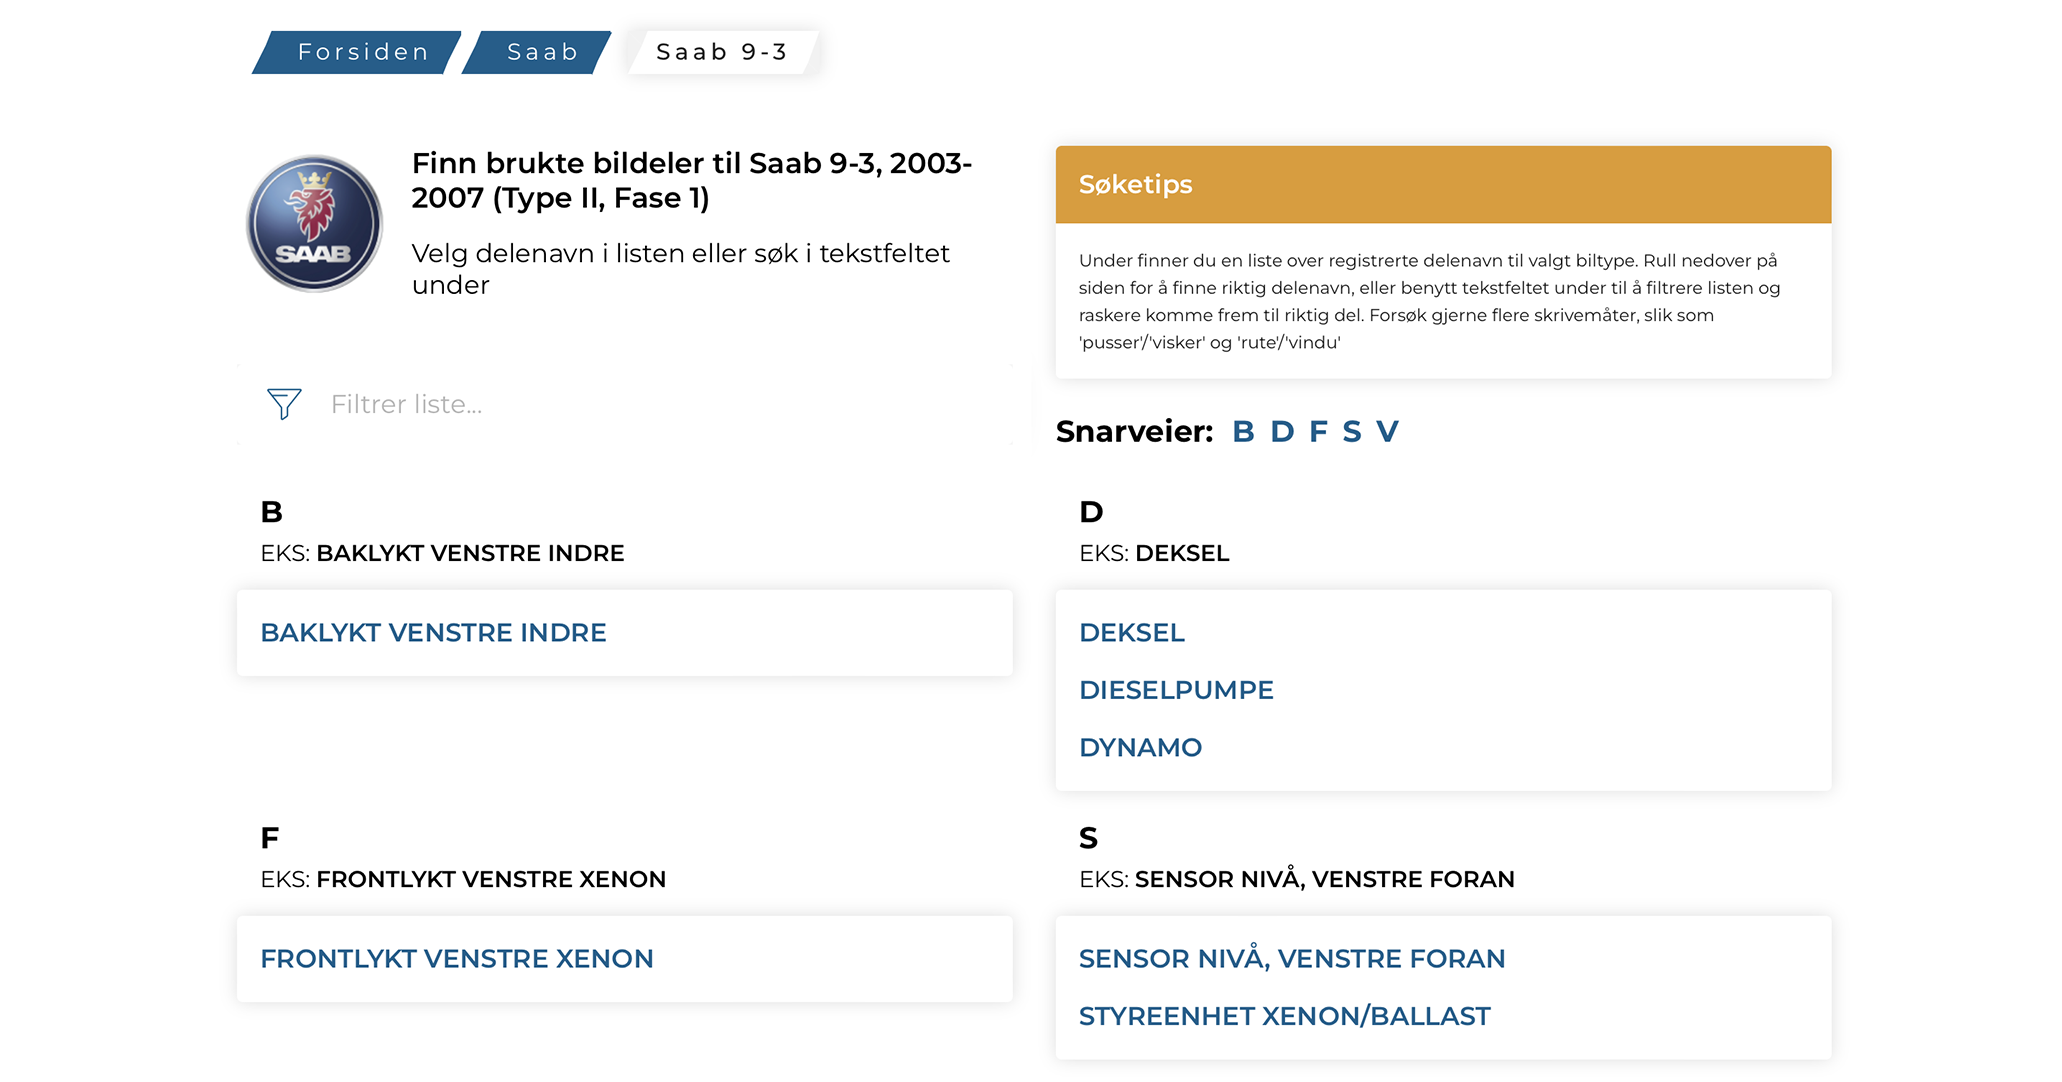 Forsiden
Saab
Saab 9-3
SAAB
Finn brukte bildeler til Saab 9-3, 2003-
2007 (Type II, Fase 1)
Velg delenavn i listen eller søk i tekstfeltet
under
Filtrer liste...
Søketips
Under finner du en liste over registrerte delenavn til valgt biltype. Rull nedover på
siden for å finne riktig delenavn, eller benytt tekstfeltet under til å filtrere listen og
raskere komme frem til riktig del. Forsøk gjerne flere skrivemåter, slik som
'pusser'/'visker' og 'rute'/'vindu'
Snarveier: B D F S V
B
EKS: BAKLYKT VENSTRE INDRE
BAKLYKT VENSTRE INDRE
D
EKS: DEKSEL
DEKSEL
DIESELPUMPE
DYNAMO
F
EKS: FRONTLYKT VENSTRE XENON
FRONTLYKT VENSTRE XENON
S
EKS: SENSOR NIVÅ, VENSTRE FORAN
SENSOR NIVÅ, VENSTRE FORAN
STYREENHET XENON/BALLAST